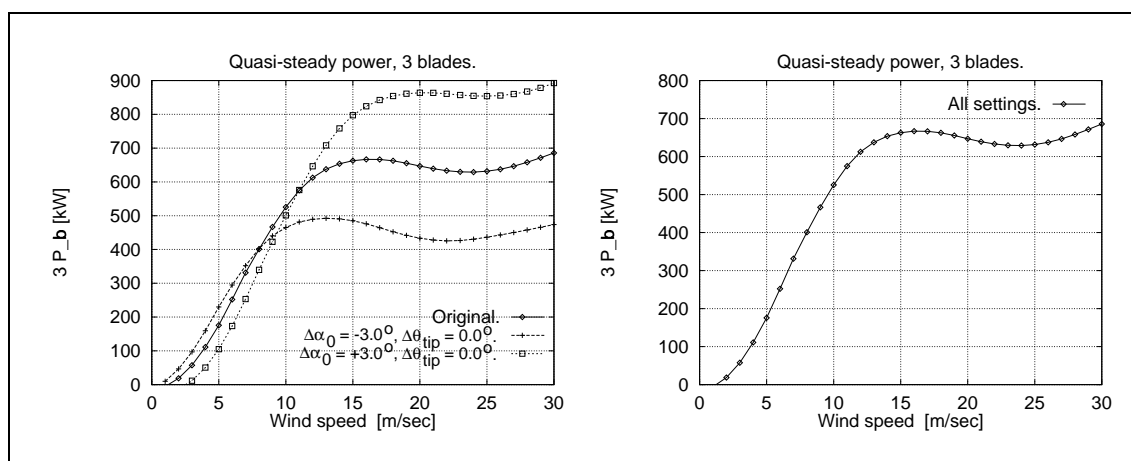 Quasi-steady power, 3 blades.
900
800
700
600
500
400
300
200
100
0
3 P_b [kW]
Original.
Δα0 = -3.0°, Δθtip = 0.0°.
Δα0 = +3.0°, Δθtip = 0.0°.
0 5 10 15 20 25 30
Wind speed [m/sec]
Quasi-steady power, 3 blades.
800
700
600
500
400
300
200
100
0
3 P_b [kW]
All settings.
0 5 10 15 20 25 30
Wind speed [m/sec]